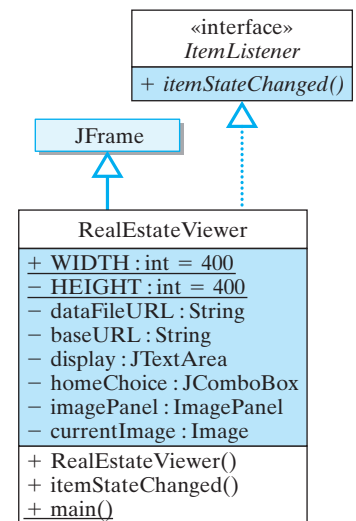 «interface»
ItemListener
+ itemStateChanged()
JFrame
RealEstateViewer
+ WIDTH : int = 400
− HEIGHT : int = 400
− dataFileURL : String
− baseURL : String
− display : JTextArea
− homeChoice : JComboBox
− imagePanel : ImagePanel
− currentImage : Image
+ RealEstateViewer()
+ itemStateChanged()
+ main()